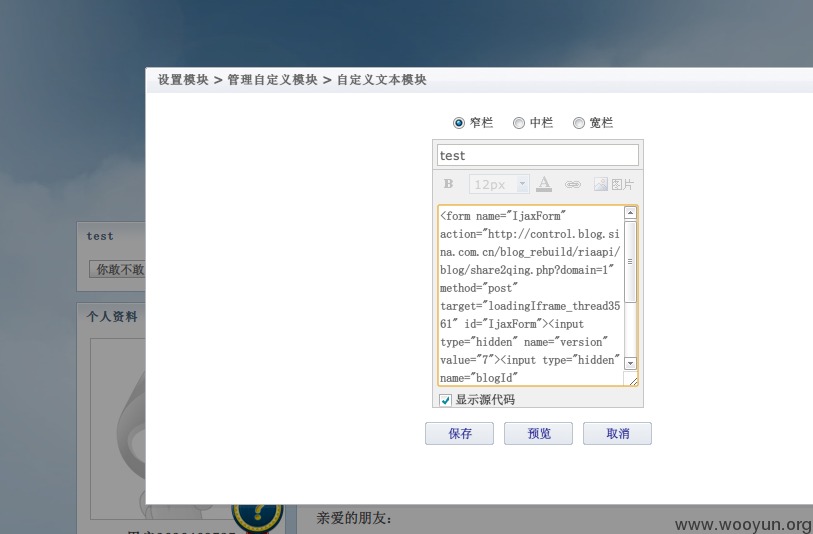 设置模块 > 管理自定义模块 > 自定义文本模块
窄栏 中栏 宽栏
test
B 12px A 图片
<form name="IjaxForm"
action="http://control.blog.si
na.com.cn/blog_rebuild/riaapi/
blog/share2qing.php?domain=1"
method="post"
target="loadingIframe_thread35
61" id="IjaxForm"><input
type="hidden" name="version"
value="7"><input type="hidden"
name="blogId"
显示源代码
保存 预览 取消
test
你敢不敢
个人资料
亲爱的朋友：
www.wooyun.org